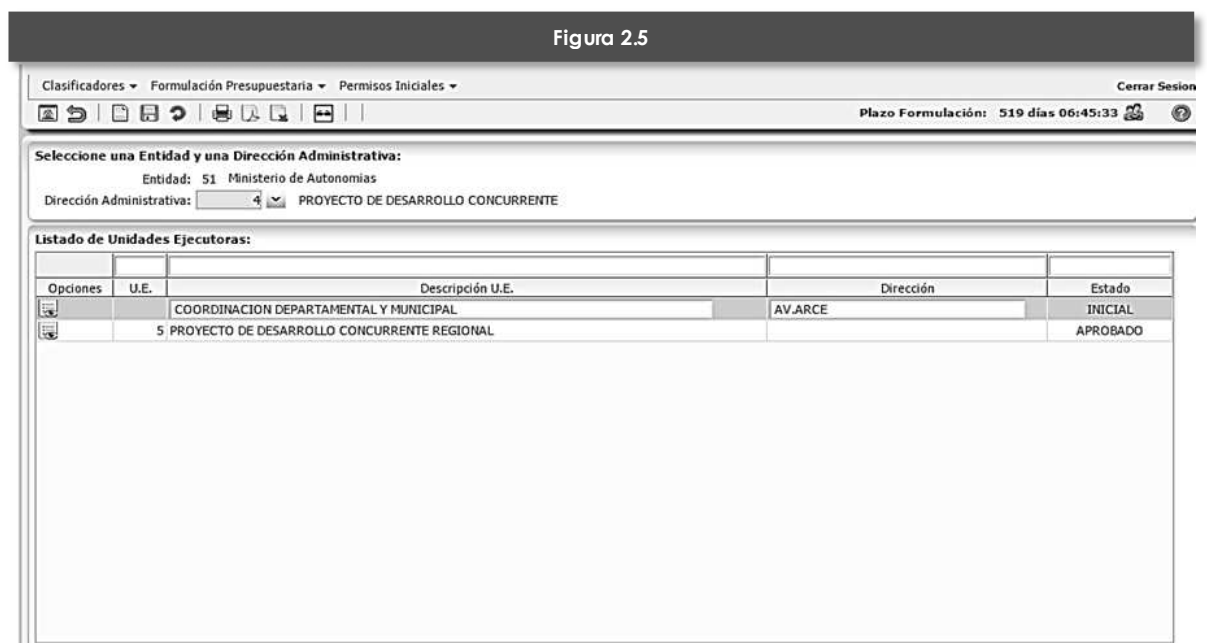 Figura 2.5
Clasificadores Formulación Presupuestaria Permisos Iniciales Cerrar Sesion
Plazo Formulación: 519 días 06:45:33
Seleccione una Entidad y una Dirección Administrativa:
Entidad: 51 Ministerio de Autonomias
Dirección Administrativa: 4 PROYECTO DE DESARROLLO CONCURRENTE
Listado de Unidades Ejecutoras:
Opciones U.E. Descripción U.E. Dirección Estado
COORDINACION DEPARTAMENTAL Y MUNICIPAL AV.ARCE INICIAL
5 PROYECTO DE DESARROLLO CONCURRENTE REGIONAL APROBADO